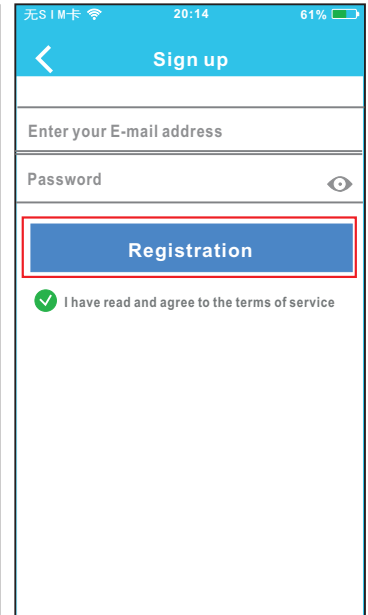 无SIM卡 20:14 61%
Sign up
Enter your E-mail address
Password
Registration
I have read and agree to the terms of service